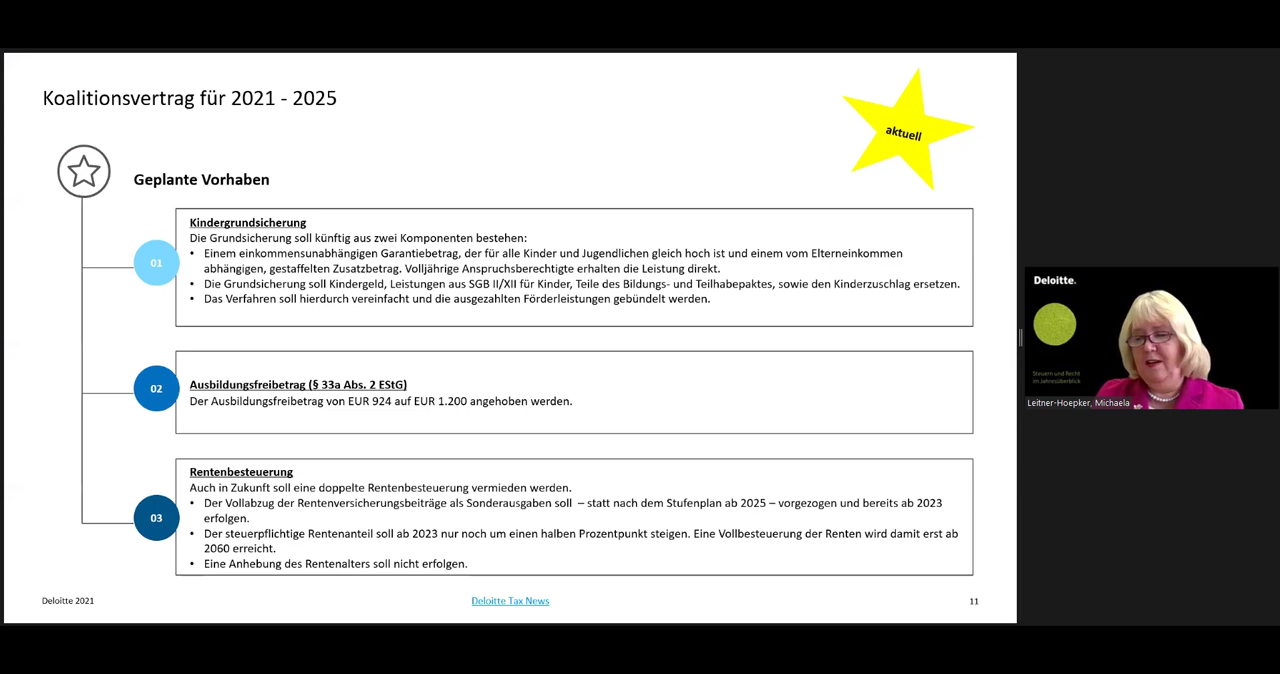 Koalitionsvertrag für 2021 - 2025
aktuell
Geplante Vorhaben
01
Kindergrundsicherung
Die Grundsicherung soll künftig aus zwei Komponenten bestehen:
• Einem einkommensunabhängigen Garantiebetrag, der für alle Kinder und Jugendlichen gleich hoch ist und einem vom Elterneinkommen
abhängigen, gestaffelten Zusatzbetrag. Volljährige Anspruchsberechtigte erhalten die Leistung direkt.
• Die Grundsicherung soll Kindergeld, Leistungen aus SGB II/XII für Kinder, Teile des Bildungs- und Teilhabepaktes, sowie den Kinderzuschlag ersetzen.
• Das Verfahren soll hierdurch vereinfacht und die ausgezahlten Förderleistungen gebündelt werden.
02
Ausbildungsfreibetrag (§ 33a Abs. 2 EStG)
Der Ausbildungsfreibetrag von EUR 924 auf EUR 1.200 angehoben werden.
03
Rentenbesteuerung
Auch in Zukunft soll eine doppelte Rentenbesteuerung vermieden werden.
• Der Vollabzug der Rentenversicherungsbeiträge als Sonderausgaben soll – statt nach dem Stufenplan ab 2025 – vorgezogen und bereits ab 2023
erfolgen.
• Der steuerpflichtige Rentenanteil soll ab 2023 nur noch um einen halben Prozentpunkt steigen. Eine Vollbesteuerung der Renten wird damit erst ab
2060 erreicht.
• Eine Anhebung des Rentenalters soll nicht erfolgen.
Deloitte 2021
Deloitte Tax News
11
Deloitte.
Steuern und Recht
im Jahresüberblick
Leitner-Hoepker, Michaela